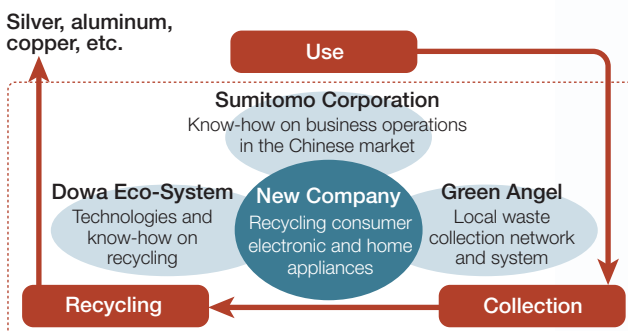 Silver, aluminum,
copper, etc.
Use
Sumitomo Corporation
Know-how on business operations
in the Chinese market
Dowa Eco-System
Technologies and
know-how on
recycling
New Company
Recycling consumer
electronic and home
appliances
Green Angel
Local waste
collection network
and system
Recycling
Collection